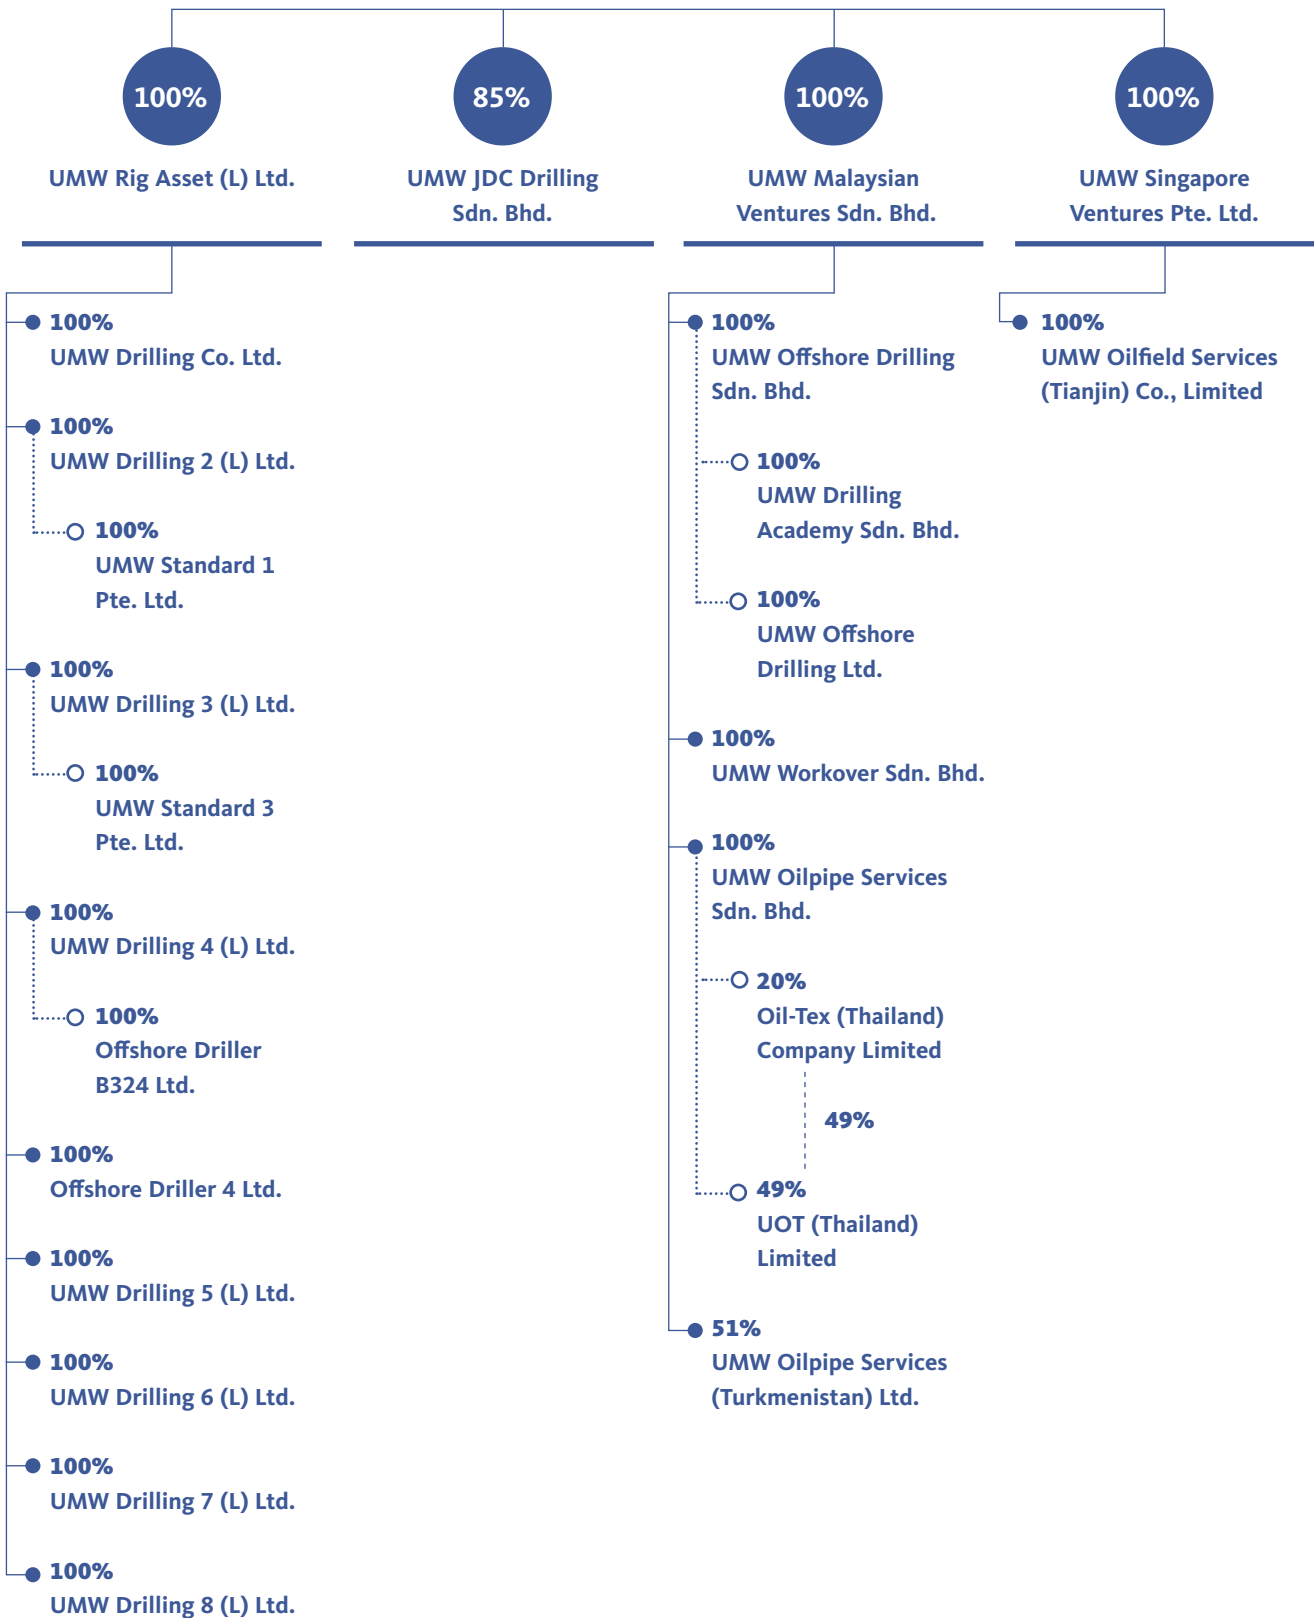 100%
UMW Rig Asset (L) Ltd.
100%
UMW Drilling Co. Ltd.
100%
UMW Drilling 2 (L) Ltd.
100%
UMW Standard 1
Pte. Ltd.
100%
UMW Drilling 3 (L) Ltd.
100%
UMW Standard 3
Pte. Ltd.
100%
UMW Drilling 4 (L) Ltd.
100%
Offshore Driller
B324 Ltd.
100%
Offshore Driller 4 Ltd.
100%
UMW Drilling 5 (L) Ltd.
100%
UMW Drilling 6 (L) Ltd.
100%
UMW Drilling 7 (L) Ltd.
100%
UMW Drilling 8 (L) Ltd.
85%
UMW JDC Drilling
Sdn. Bhd.
100%
UMW Malaysian
Ventures Sdn. Bhd.
100%
UMW Offshore Drilling
Sdn. Bhd.
100%
UMW Drilling
Academy Sdn. Bhd.
100%
UMW Offshore
Drilling Ltd.
100%
UMW Workover Sdn. Bhd.
100%
UMW Oilpipe Services
Sdn. Bhd.
20%
Oil-Tex (Thailand)
Company Limited
49%
49%
UOT (Thailand)
Limited
51%
UMW Oilpipe Services
(Turkmenistan) Ltd.
100%
UMW Singapore
Ventures Pte. Ltd.
100%
UMW Oilfield Services
(Tianjin) Co., Limited